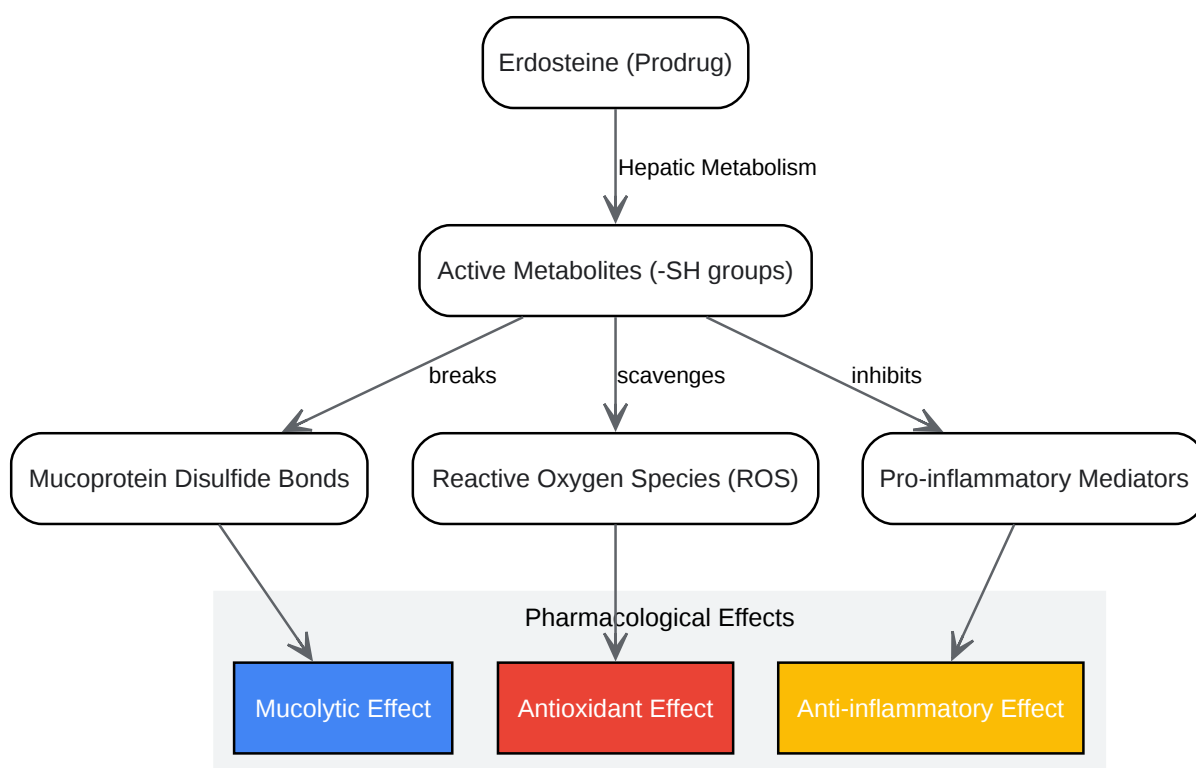 Erdosteine (Prodrug)
Hepatic Metabolism
Active Metabolites (-SH groups)
breaks
scavenges
inhibits
Mucoprotein Disulfide Bonds
Reactive Oxygen Species (ROS)
Pro-inflammatory Mediators
Pharmacological Effects
Mucolytic Effect
Antioxidant Effect
Anti-inflammatory Effect